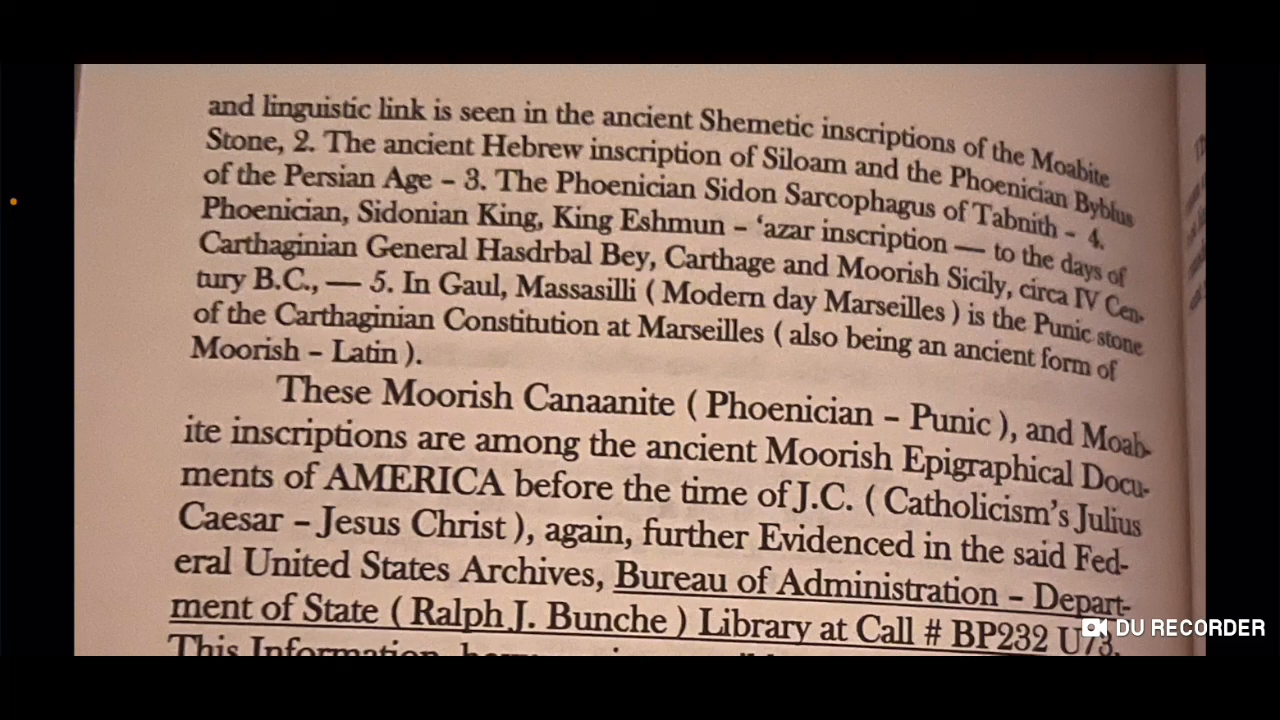 and linguistic link is seen in the ancient Shemetic inscriptions of the Moabite
Stone, 2. The ancient Hebrew inscription of Siloam and the Phoenician Byblus
of the Persian Age – 3. The Phoenician Sidon Sarcophagus of Tabnith – 4.
Phoenician, Sidonian King, King Eshmun – ‘azar inscription — to the days of
Carthaginian General Hasdrbal Bey, Carthage and Moorish Sicily, circa IV Cen-
tury B.C., — 5. In Gaul, Massasilli ( Modern day Marseilles ) is the Punic stone
of the Carthaginian Constitution at Marseilles ( also being an ancient form of
Moorish – Latin ).
These Moorish Canaanite ( Phoenician – Punic ), and Moab-
ite inscriptions are among the ancient Moorish Epigraphical Docu-
ments of AMERICA before the time of J.C. ( Catholicism’s Julius
Caesar – Jesus Christ ), again, further Evidenced in the said Fed-
eral United States Archives, Bureau of Administration – Depart-
ment of State ( Ralph J. Bunche ) Library at Call # BP232 U73.
This Information,
DU RECORDER